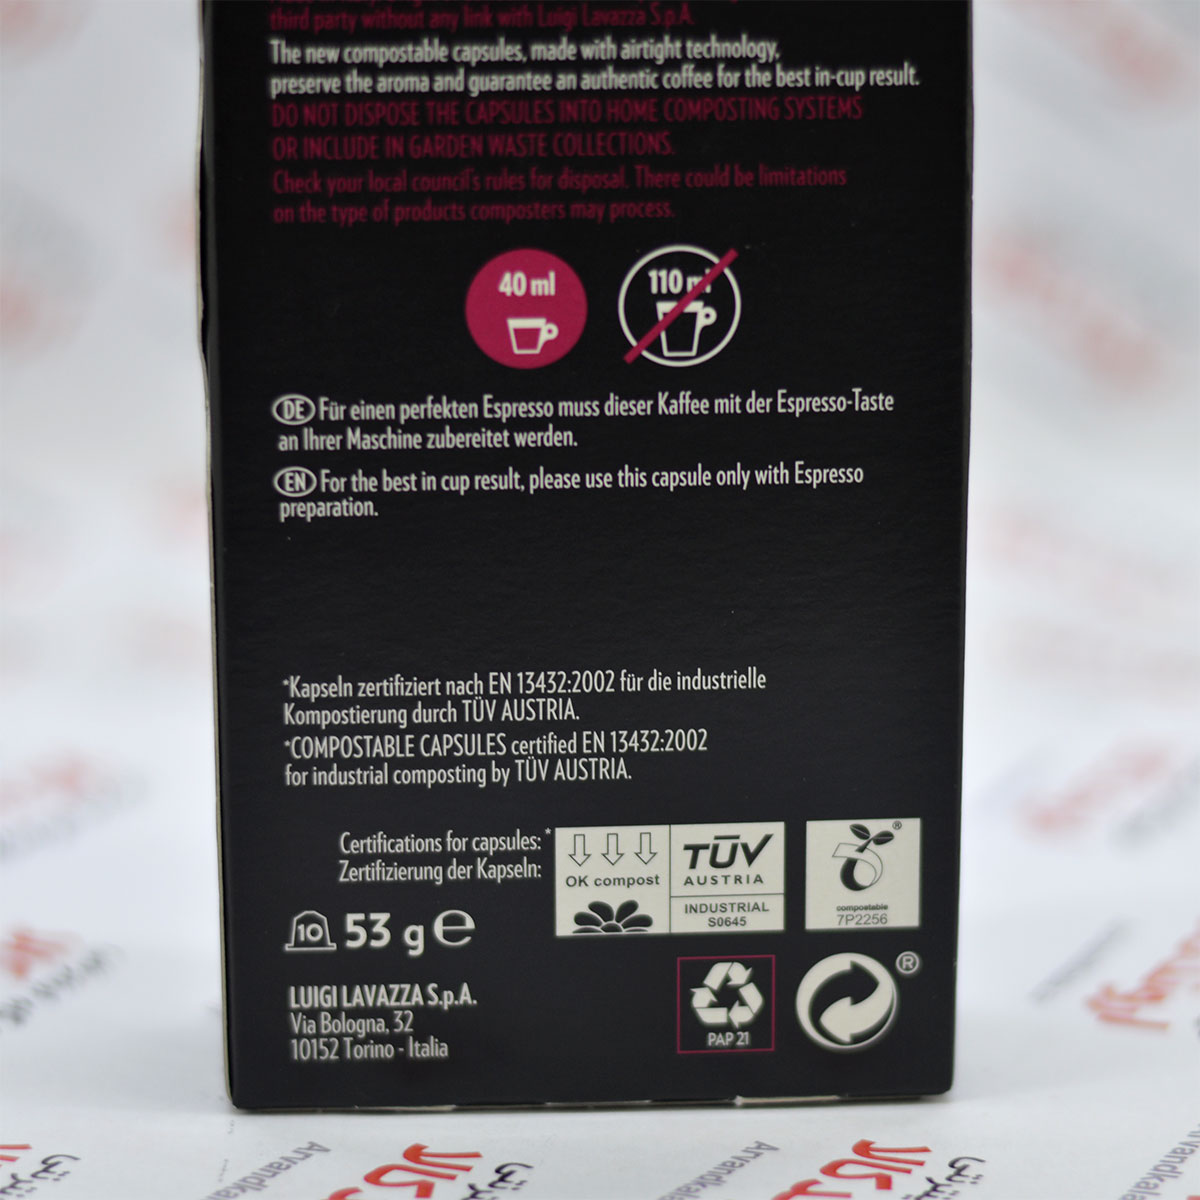 third party without any link with Luigi Lavazza S.p.A.
The new compostable capsules, made with airtight technology,
preserve the aroma and guarantee an authentic coffee for the best in-cup result.
DO NOT DISPOSE THE CAPSULES INTO HOME COMPOSTING SYSTEMS
OR INCLUDE IN GARDEN WASTE COLLECTIONS.
Check your local council's rules for disposal. There could be limitations
on the type of products composters may process.
40 ml
110 ml
DE Für einen perfekten Espresso muss dieser Kaffee mit der Espresso-Taste
an Ihrer Maschine zubereitet werden.
EN For the best in cup result, please use this capsule only with Espresso
preparation.
*Kapseln zertifiziert nach EN 13432:2002 für die industrielle
Kompostierung durch TÜV AUSTRIA.
*COMPOSTABLE CAPSULES certified EN 13432:2002
for industrial composting by TÜV AUSTRIA.
Certifications for capsules:*
Zertifizierung der Kapseln:
OK compost
TÜV
AUSTRIA
INDUSTRIAL
S0645
®
compostable
7P2256
10 53 g e
LUIGI LAVAZZA S.p.A.
Via Bologna, 32
10152 Torino - Italia
PAP 21
®